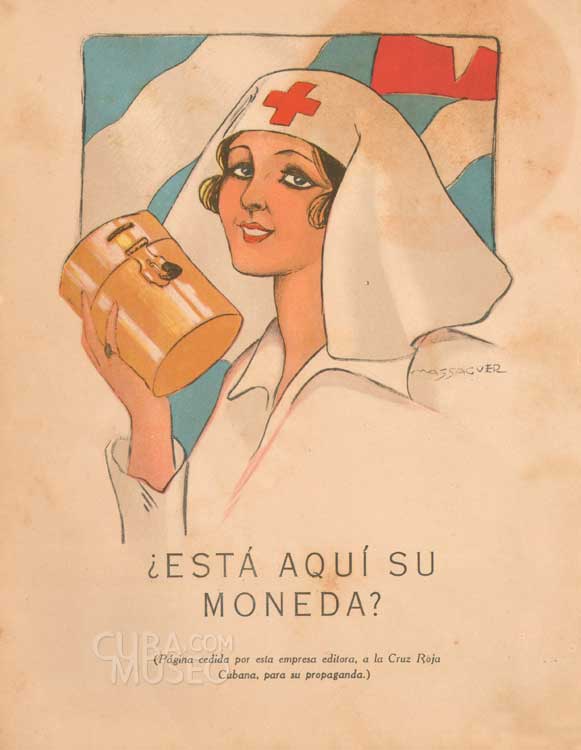 MASSAGUER
¿ESTÁ AQUÍ SU
MONEDA?
CUBA.COM
MUSEO
(Página cedida por esta empresa editora, a la Cruz Roja
Cubana, para su propaganda.)